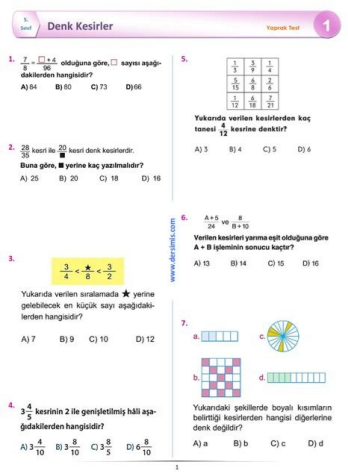 5.
Sınıf
Denk Kesirler
Yaprak Test
1
1. 7/8 = □ + 4/96 olduğuna göre, □ sayısı aşağı-
dakilerden hangisidir?
A) 84 B) 80 C) 73 D) 66
2. 28/35 kesri ile 20/■ kesri denk kesirlerdir.
Buna göre, ■ yerine kaç yazılmalıdır?
A) 25 B) 20 C) 18 D) 16
3.
3/4 < ★/8 < 3/2
Yukarıda verilen sıralamada ★ yerine
gelebilecek en küçük sayı aşağıdaki-
lerden hangisidir?
A) 7 B) 9 C) 10 D) 12
4. 3 4/5 kesrinin 2 ile genişletilmiş hâli aşa-
ğıdakilerden hangisidir?
A) 3 4/10 B) 3 8/10 C) 3 8/5 D) 6 8/10
www.dersimis.com
5.
1/3 3/9 1/4
5/15 6/8 2/6
1/12 6/18 7/21
Yukarıda verilen kesirlerden kaç
tanesi 4/12 kesrine denktir?
A) 3 B) 4 C) 5 D) 6
6. A+5/24 ve 8/B+10
Verilen kesirleri yarıma eşit olduğuna göre
A + B işleminin sonucu kaçtır?
A) 13 B) 14 C) 15 D) 16
7.
a. c.
b. d.
Yukarıdaki şekillerde boyalı kısımların
belirttiği kesirlerden hangisi diğerlerine
denk değildir?
A) a B) b C) c D) d
1